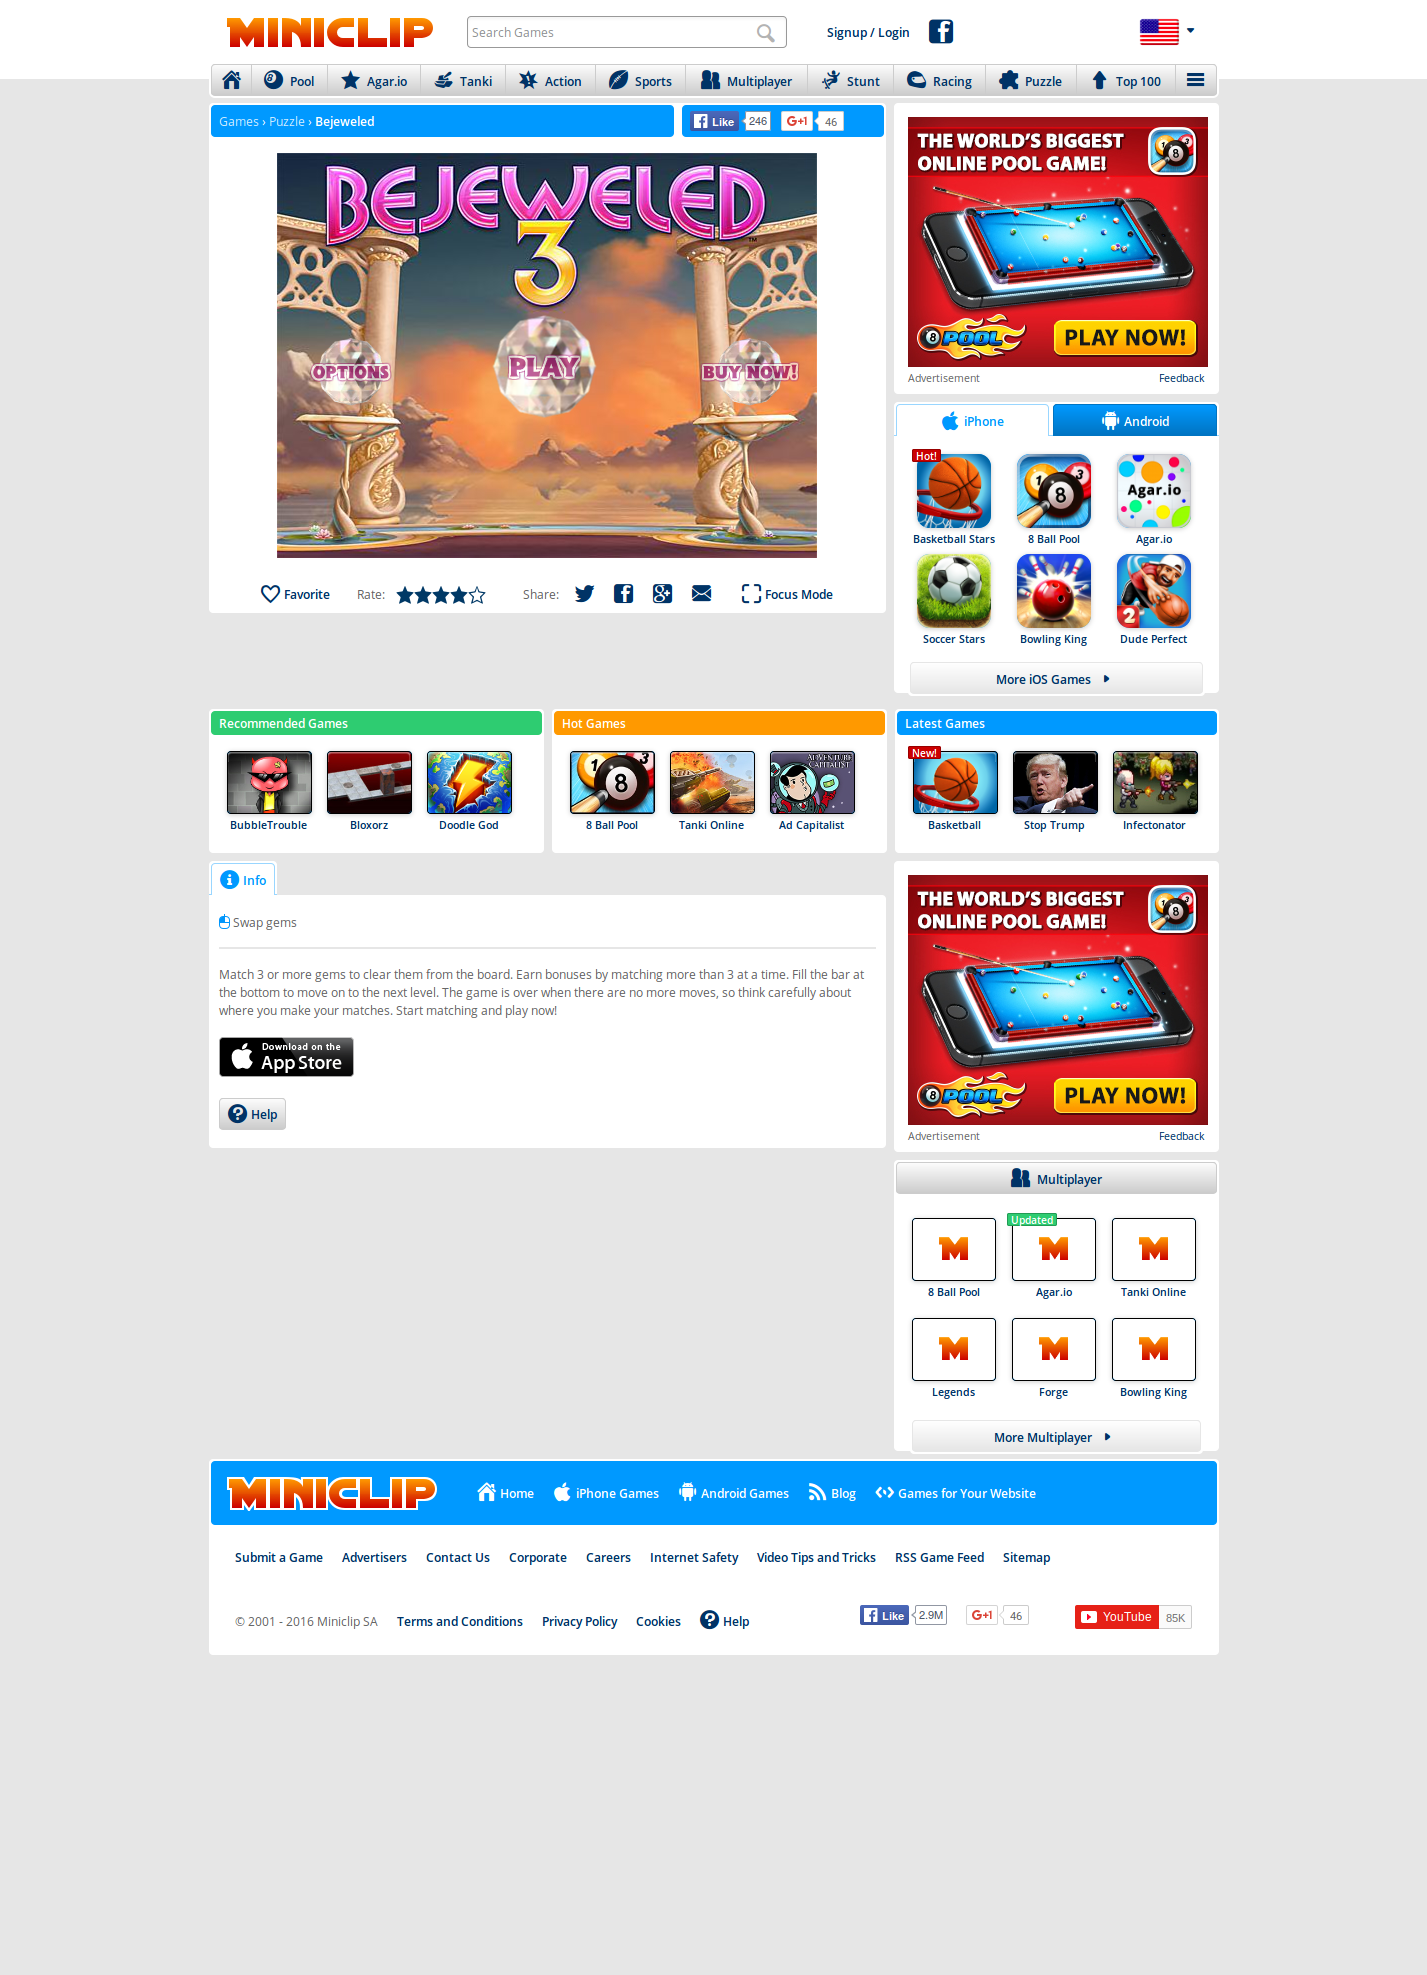 MINICLIP
Search Games
Signup / Login
Pool Agar.io Tanki Action Sports Multiplayer Stunt Racing Puzzle Top 100
Games › Puzzle › Bejeweled
Like 246 G+1 46
BEJEWELED
™
3
OPTIONS
PLAY
BUY NOW!
Favorite Rate: Share: Focus Mode
THE WORLD'S BIGGEST
ONLINE POOL GAME!
8 POOL PLAY NOW!
Advertisement Feedback
iPhone Android
Hot!
Agar.io
Basketball Stars 8 Ball Pool Agar.io
2
Soccer Stars Bowling King Dude Perfect
More iOS Games
Recommended Games
BubbleTrouble Bloxorz Doodle God
Hot Games
1 8 3
ADVENTURE
CAPITALIST
8 Ball Pool Tanki Online Ad Capitalist
Latest Games
New!
Basketball Stop Trump Infectonator
Info
Swap gems
Match 3 or more gems to clear them from the board. Earn bonuses by matching more than 3 at a time. Fill the bar at
the bottom to move on to the next level. The game is over when there are no more moves, so think carefully about
where you make your matches. Start matching and play now!
Download on the
App Store
Help
THE WORLD'S BIGGEST
ONLINE POOL GAME!
8 POOL PLAY NOW!
Advertisement Feedback
Multiplayer
Updated
M M M
8 Ball Pool Agar.io Tanki Online
M M M
Legends Forge Bowling King
More Multiplayer
MINICLIP Home iPhone Games Android Games Blog Games for Your Website
Submit a Game Advertisers Contact Us Corporate Careers Internet Safety Video Tips and Tricks RSS Game Feed Sitemap
© 2001 - 2016 Miniclip SA Terms and Conditions Privacy Policy Cookies Help
Like 2.9M G+1 46 YouTube 85K